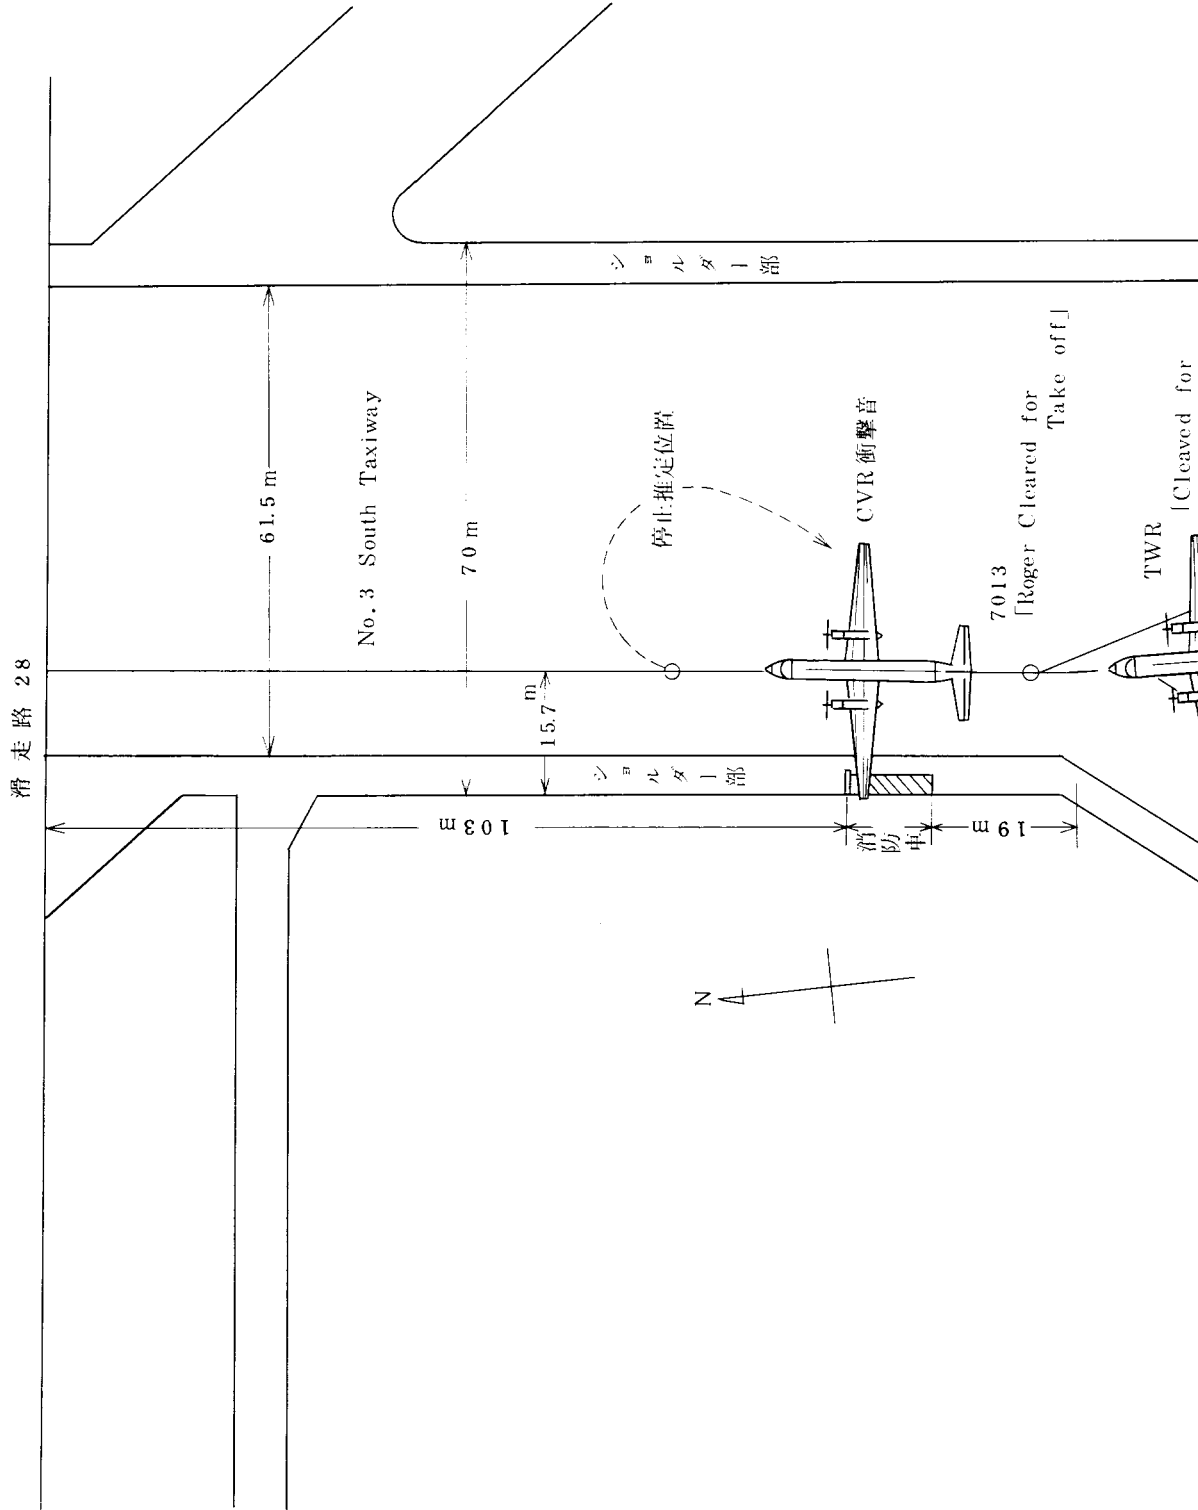 滑走路 28
61.5 m
No. 3 South Taxiway
70 m
15.7 m
ショルダー部
停止推定位置
ショルダー部
CVR 衝撃音
7013
「Roger Cleared for
Take off」
TWR
「Cleaved for
103 m
消防車
19 m
N